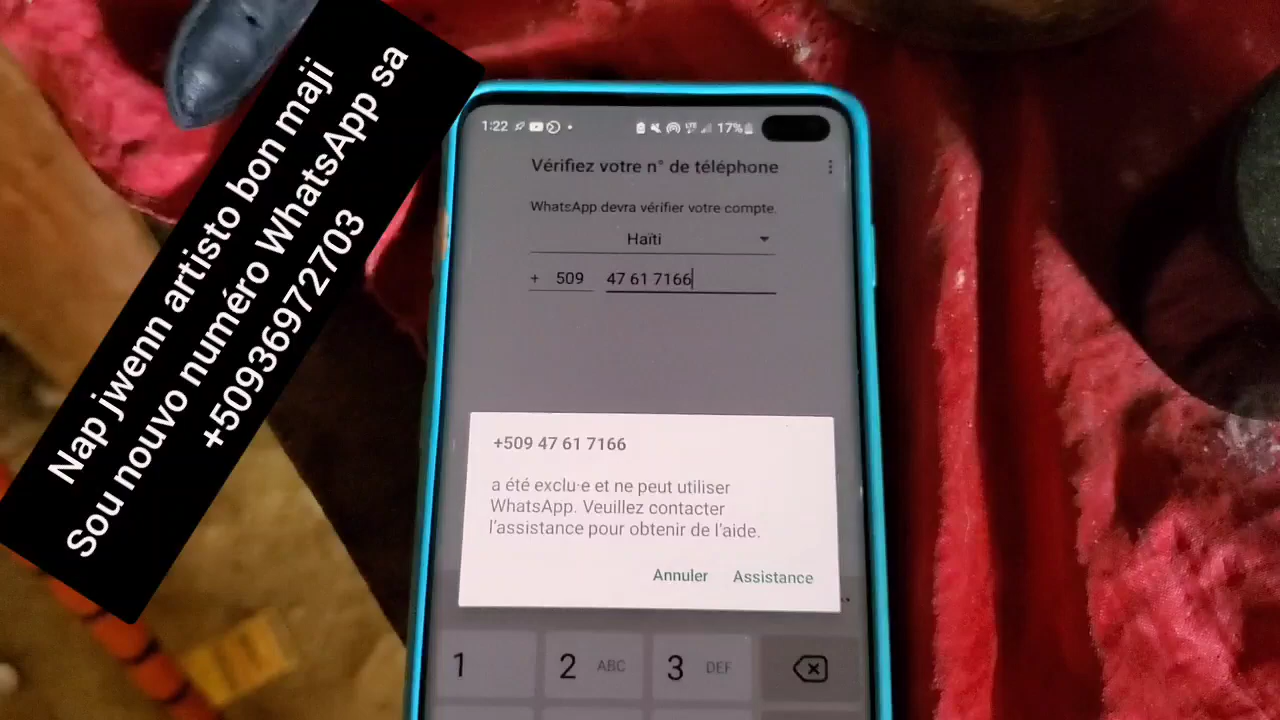 Nap jwenn artisto bon maji
Sou nouvo numéro WhatsApp sa
+50936972703
1:22
LTE
17%
Vérifiez votre n° de téléphone
WhatsApp devra vérifier votre compte.
Haïti
+ 509 47 61 7166
+509 47 61 7166
a été exclu·e et ne peut utiliser
WhatsApp. Veuillez contacter
l'assistance pour obtenir de l'aide.
Annuler Assistance
1 2 ABC 3 DEF